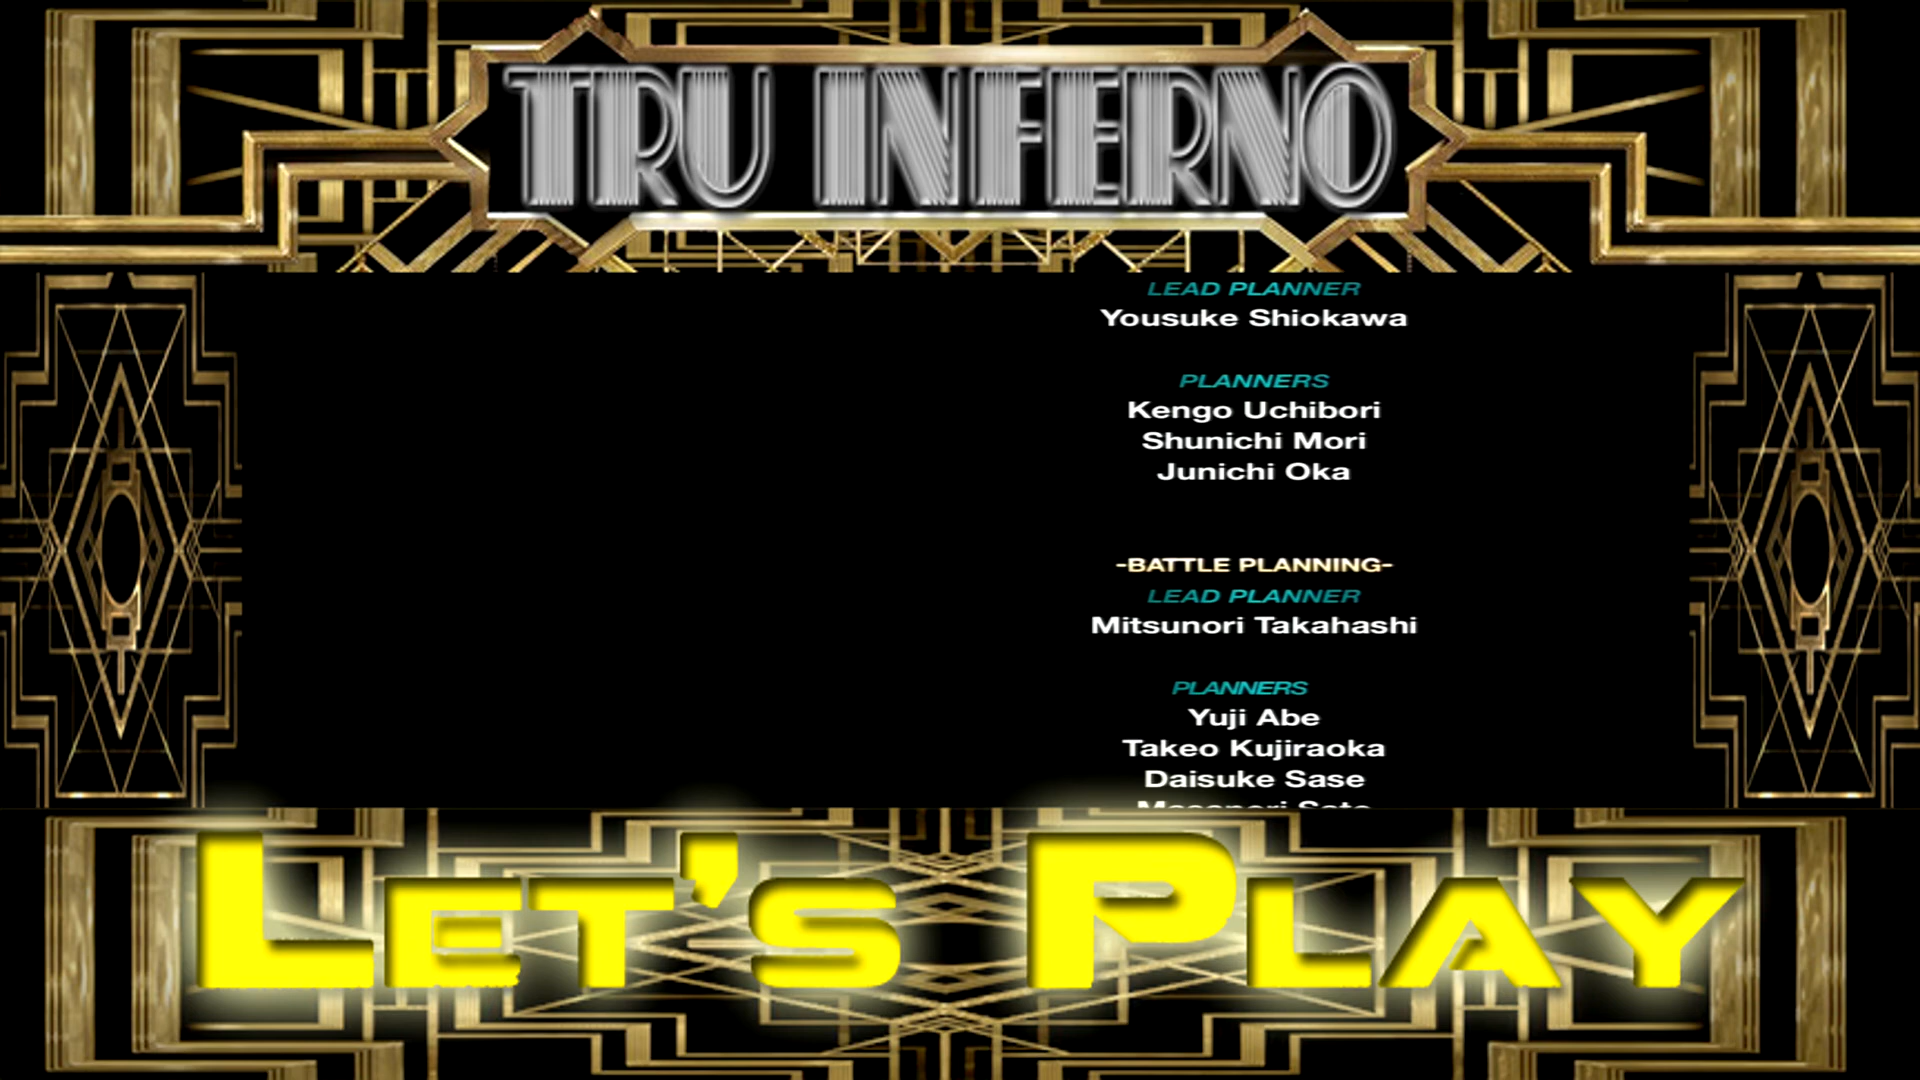 TRU INFERNO
LEAD PLANNER
Yousuke Shiokawa
PLANNERS
Kengo Uchibori
Shunichi Mori
Junichi Oka
-BATTLE PLANNING-
LEAD PLANNER
Mitsunori Takahashi
PLANNERS
Yuji Abe
Takeo Kujiraoka
Daisuke Sase
LET'S PLAY